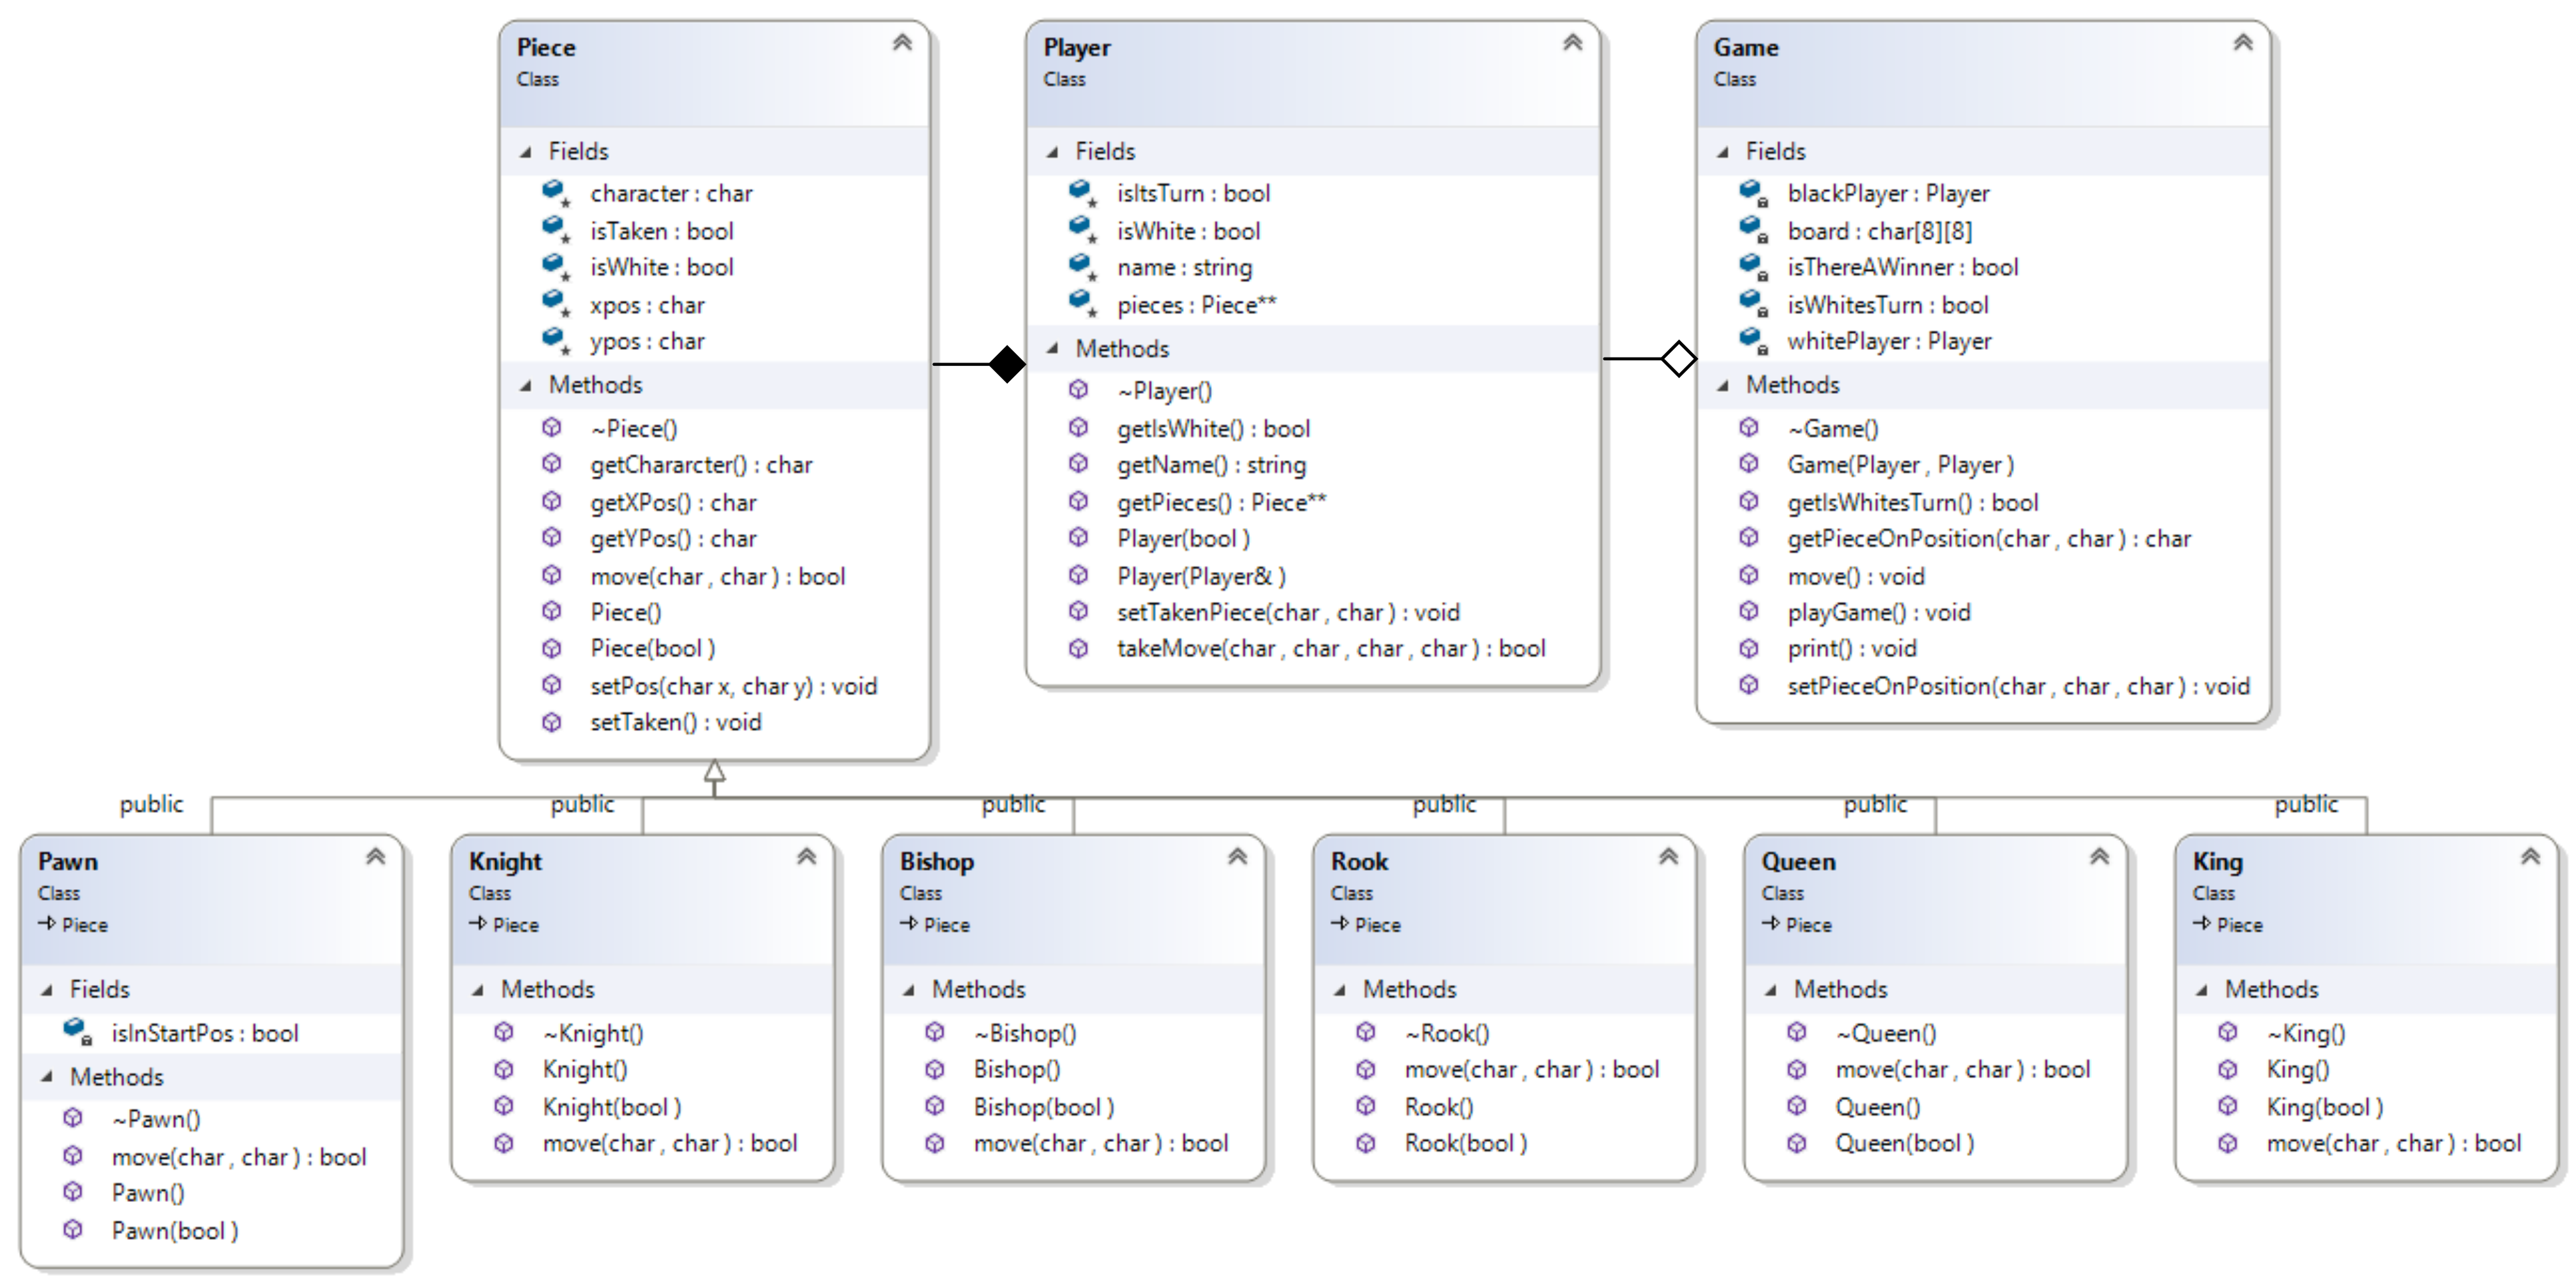 Piece
Class
Fields
character : char
isTaken : bool
isWhite : bool
xpos : char
ypos : char
Methods
~Piece()
getChararcter() : char
getXPos() : char
getYPos() : char
move(char , char ) : bool
Piece()
Piece(bool )
setPos(char x, char y) : void
setTaken() : void
Player
Class
Fields
isItsTurn : bool
isWhite : bool
name : string
pieces : Piece**
Methods
~Player()
getIsWhite() : bool
getName() : string
getPieces() : Piece**
Player(bool )
Player(Player& )
setTakenPiece(char , char ) : void
takeMove(char , char , char , char ) : bool
Game
Class
Fields
blackPlayer : Player
board : char[8][8]
isThereAWinner : bool
isWhitesTurn : bool
whitePlayer : Player
Methods
~Game()
Game(Player , Player )
getIsWhitesTurn() : bool
getPieceOnPosition(char , char ) : char
move() : void
playGame() : void
print() : void
setPieceOnPosition(char , char , char ) : void
public
public
public
public
public
public
Pawn
Class
Piece
Fields
isInStartPos : bool
Methods
~Pawn()
move(char , char ) : bool
Pawn()
Pawn(bool )
Knight
Class
Piece
Methods
~Knight()
Knight()
Knight(bool )
move(char , char ) : bool
Bishop
Class
Piece
Methods
~Bishop()
Bishop()
Bishop(bool )
move(char , char ) : bool
Rook
Class
Piece
Methods
~Rook()
move(char , char ) : bool
Rook()
Rook(bool )
Queen
Class
Piece
Methods
~Queen()
move(char , char ) : bool
Queen()
Queen(bool )
King
Class
Piece
Methods
~King()
King()
King(bool )
move(char , char ) : bool